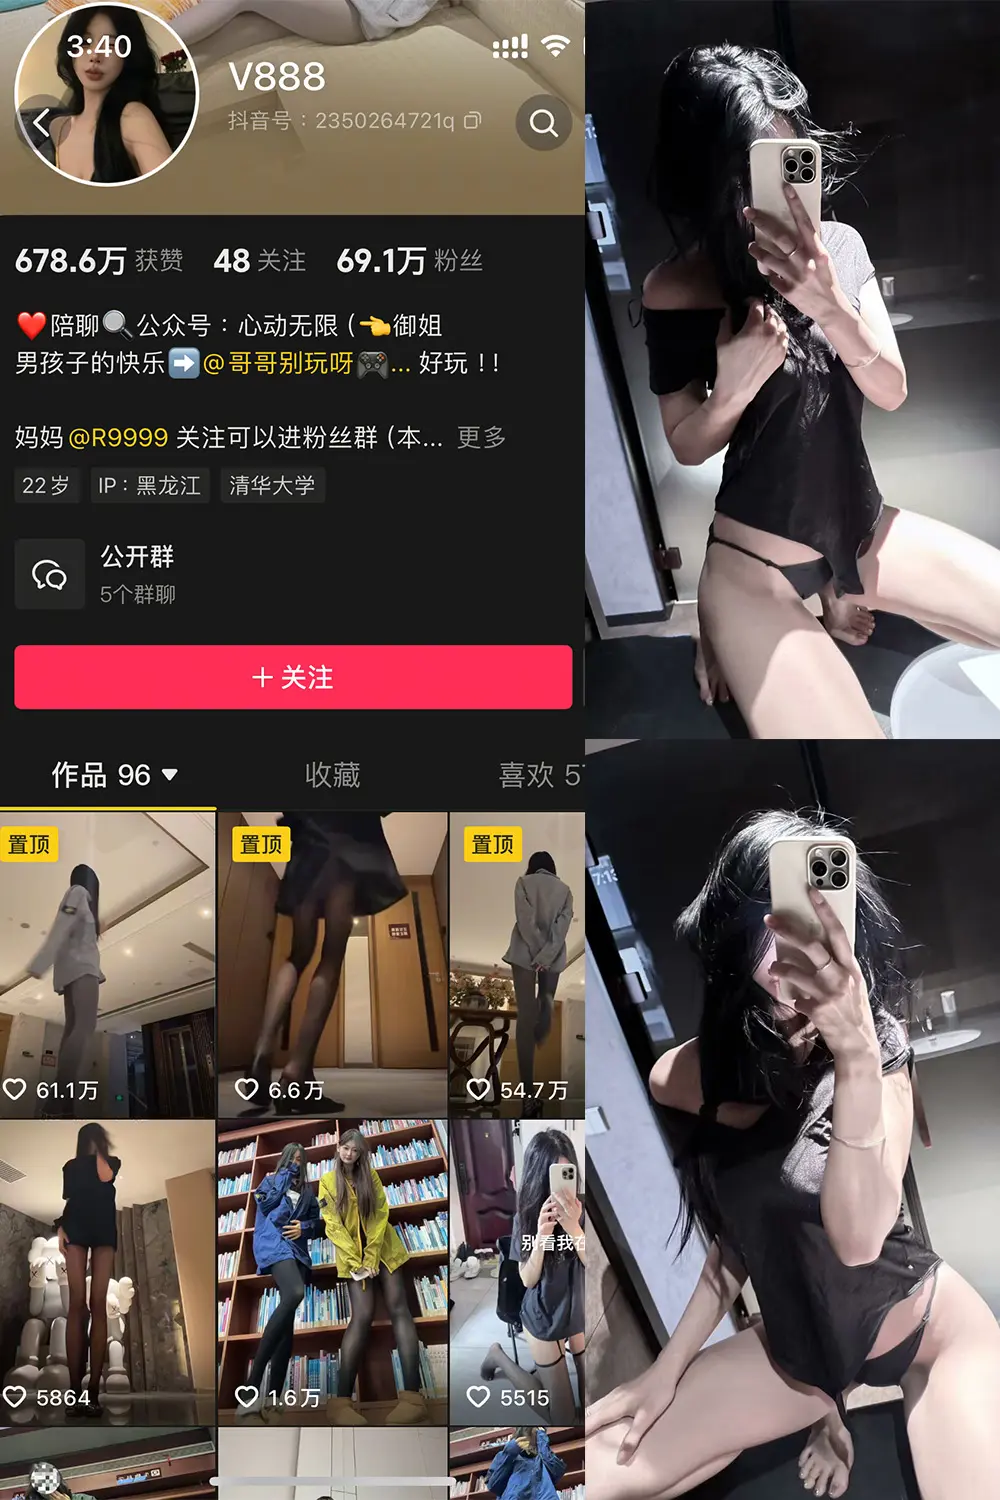 3:40
V888
抖音号：2350264721q
678.6万 获赞 48 关注 69.1万 粉丝
❤️陪聊🔍公众号：心动无限（👈御姐
男孩子的快乐➡️@哥哥别玩呀🎮... 好玩 !!
妈妈@R9999 关注可以进粉丝群（本... 更多
22岁 IP：黑龙江 清华大学
公开群
5个群聊
+ 关注
作品 96 收藏 喜欢 5
置顶 置顶 置顶
61.1万 6.6万 54.7万
别看我在
5864 1.6万 5515